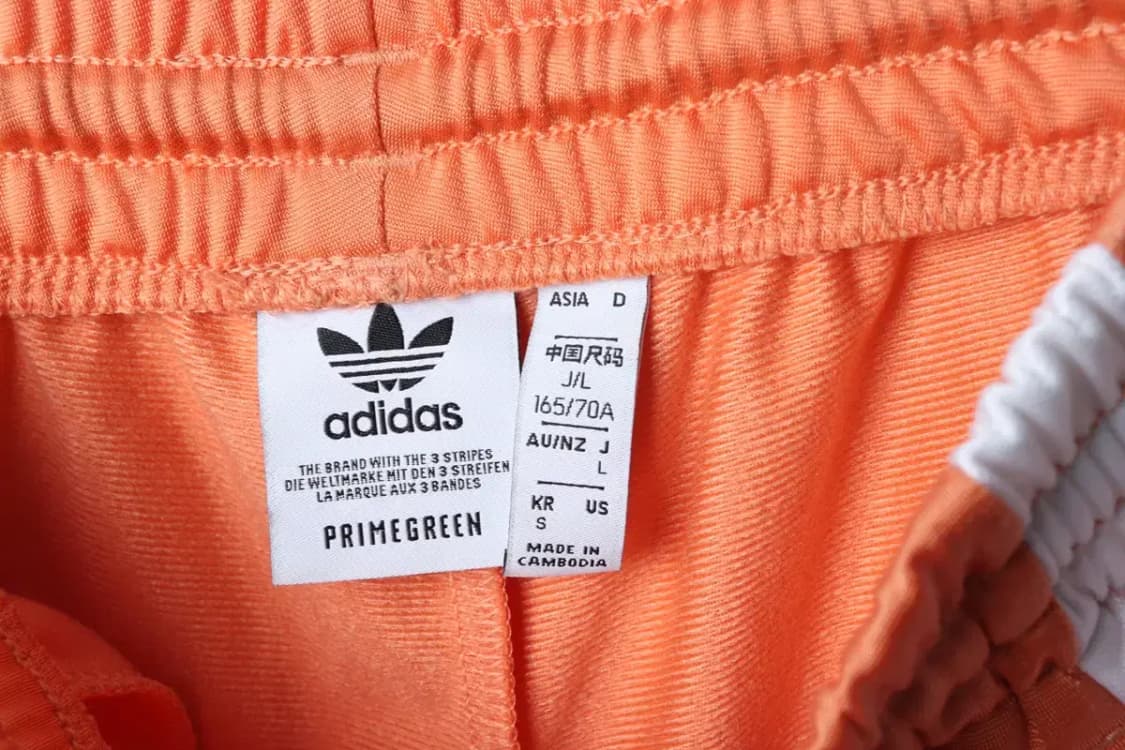 adidas
THE BRAND WITH THE 3 STRIPES
DIE WELTMARKE MIT DEN 3 STREIFEN
LA MARQUE AUX 3 BANDES
PRIMEGREEN
ASIA D
中国尺码
J/L
165/70A
AU/NZ J
L
KR US
S
MADE IN
CAMBODIA